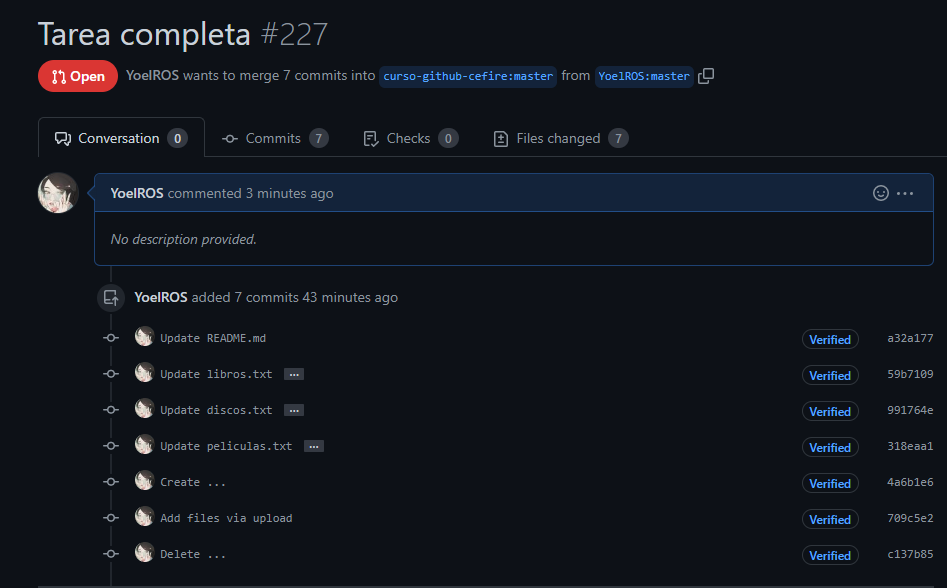 Tarea completa #227
Open YoelROS wants to merge 7 commits into curso-github-cefire:master from YoelROS:master
Conversation 0 Commits 7 Checks 0 Files changed 7
YoelROS commented 3 minutes ago
No description provided.
YoelROS added 7 commits 43 minutes ago
Update README.md Verified a32a177
Update libros.txt ... Verified 59b7109
Update discos.txt ... Verified 991764e
Update peliculas.txt ... Verified 318eaa1
Create ... Verified 4a6b1e6
Add files via upload Verified 709c5e2
Delete ... Verified c137b85